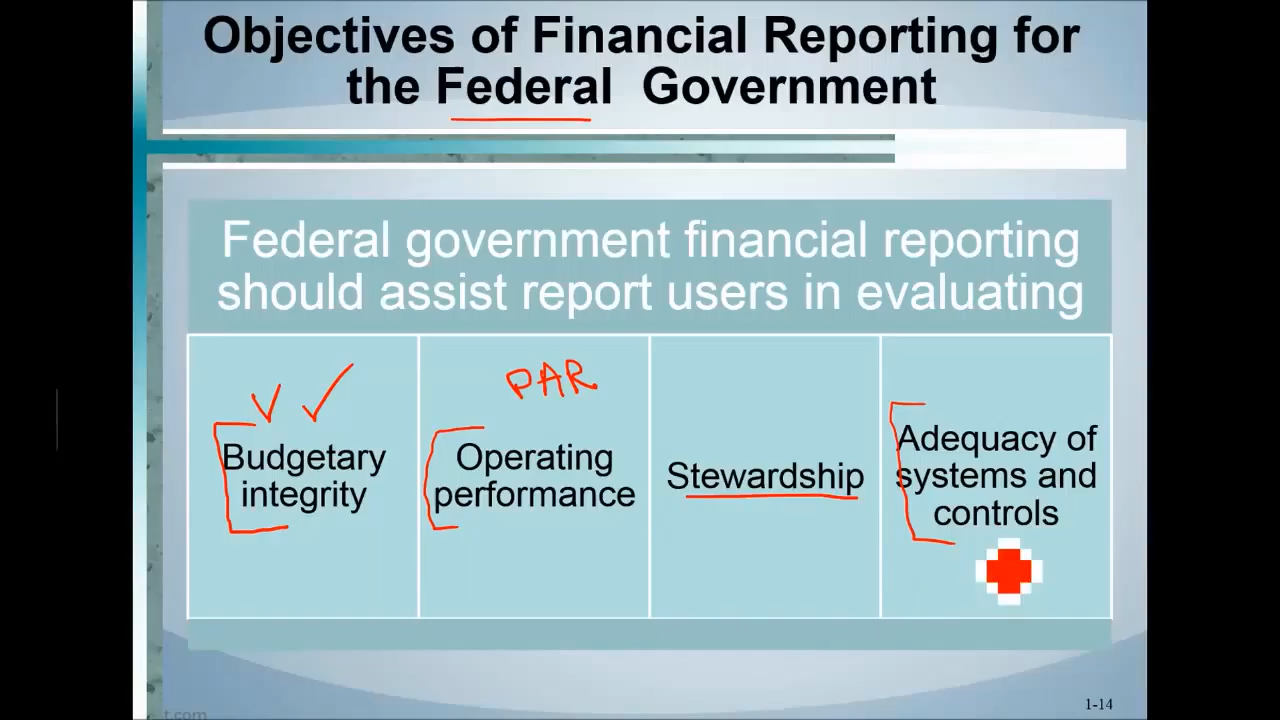 Objectives of Financial Reporting for
the Federal Government
Federal government financial reporting
should assist report users in evaluating
PAR
Budgetary
integrity
Operating
performance
Stewardship
Adequacy of
systems and
controls
1-14
t.com